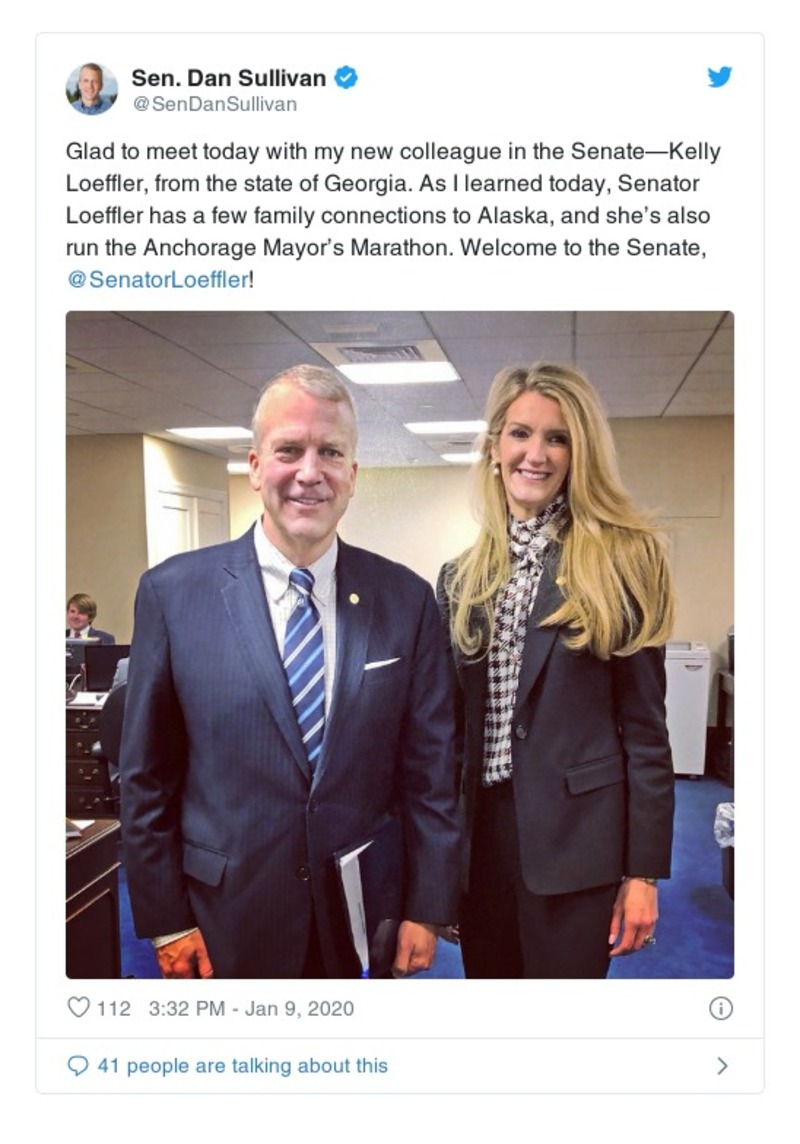 Sen. Dan Sullivan
@SenDanSullivan
Glad to meet today with my new colleague in the Senate—Kelly
Loeffler, from the state of Georgia. As I learned today, Senator
Loeffler has a few family connections to Alaska, and she’s also
run the Anchorage Mayor’s Marathon. Welcome to the Senate,
@SenatorLoeffler!
112 3:32 PM - Jan 9, 2020
41 people are talking about this